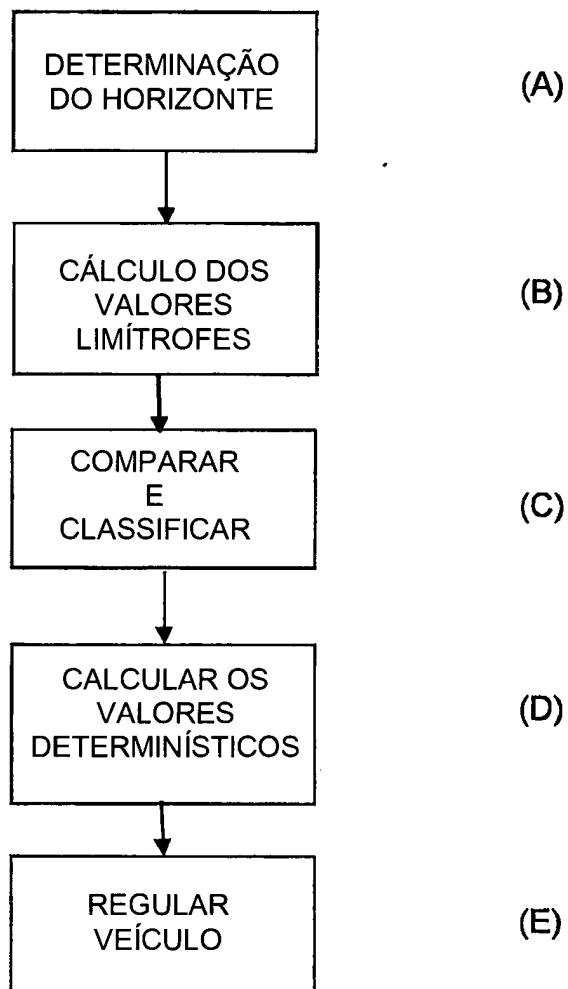 DETERMINAÇÃO
DO HORIZONTE
(A)
CÁLCULO DOS
VALORES
LIMÍTROFES
(B)
COMPARAR
E
CLASSIFICAR
(C)
CALCULAR OS
VALORES
DETERMINÍSTICOS
(D)
REGULAR
VEÍCULO
(E)